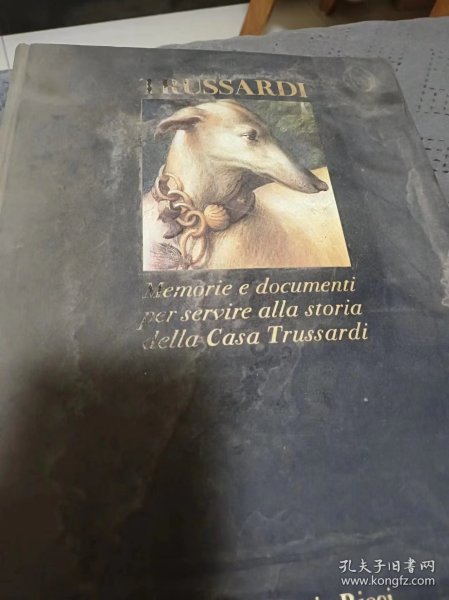 TRUSSARDI
Memorie e documenti
per servire alla storia
della Casa Trussardi
Ricci
孔夫子旧书网
www.kongfz.com